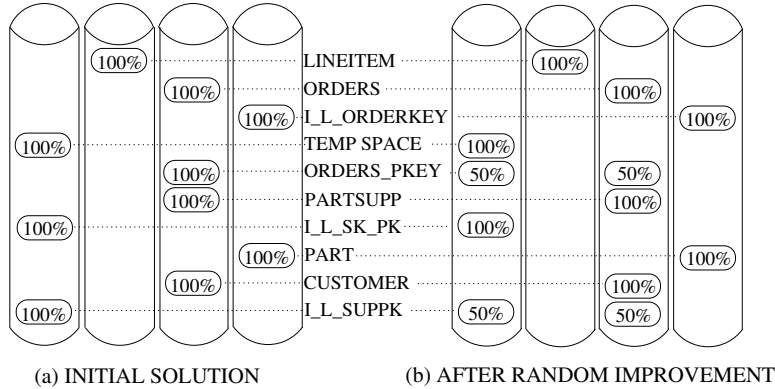 100% LINEITEM 100%
100% ORDERS 100%
100% I_L_ORDERKEY 100%
100% TEMP SPACE 100%
100% ORDERS_PKEY 50% 50%
100% PARTSUPP 100%
100% I_L_SK_PK 100%
100% PART 100%
100% CUSTOMER 100%
100% I_L_SUPPK 50% 50%
(a) INITIAL SOLUTION (b) AFTER RANDOM IMPROVEMENT